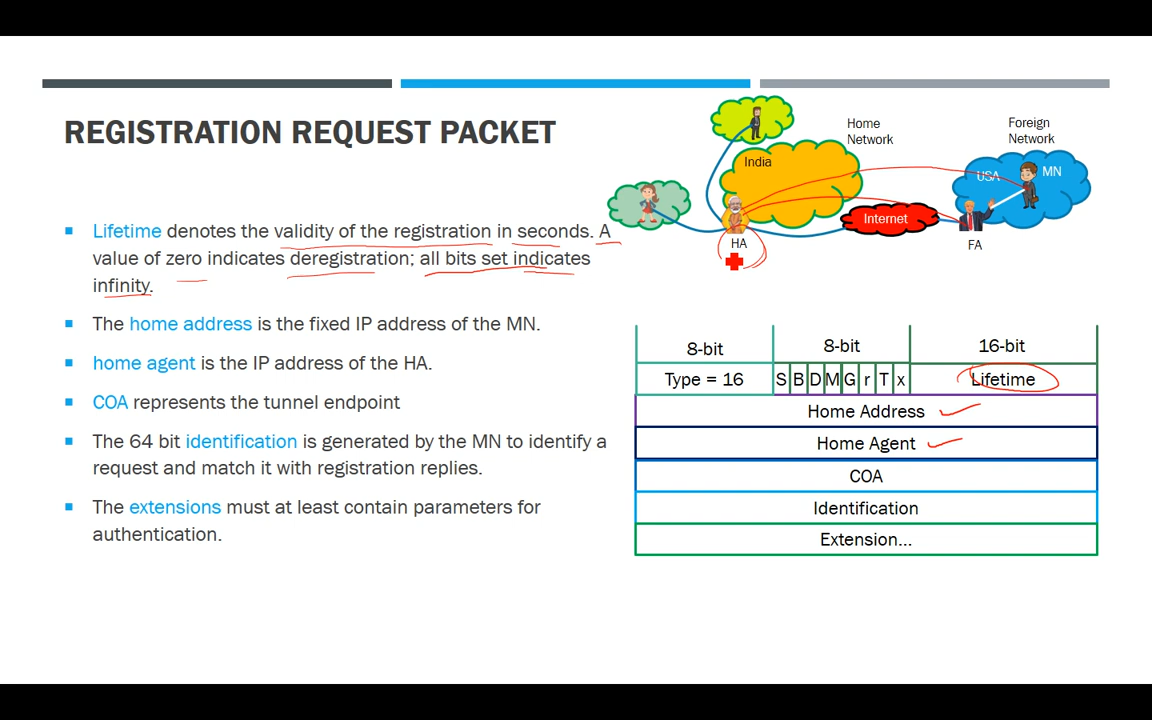 REGISTRATION REQUEST PACKET
Lifetime denotes the validity of the registration in seconds. A
value of zero indicates deregistration; all bits set indicates
infinity.
The home address is the fixed IP address of the MN.
home agent is the IP address of the HA.
COA represents the tunnel endpoint
The 64 bit identification is generated by the MN to identify a
request and match it with registration replies.
The extensions must at least contain parameters for
authentication.
Home
Network
Foreign
Network
India
USA
MN
Internet
HA
FA
8-bit 8-bit 16-bit
Type = 16 S B D M G r T x Lifetime
Home Address
Home Agent
COA
Identification
Extension...